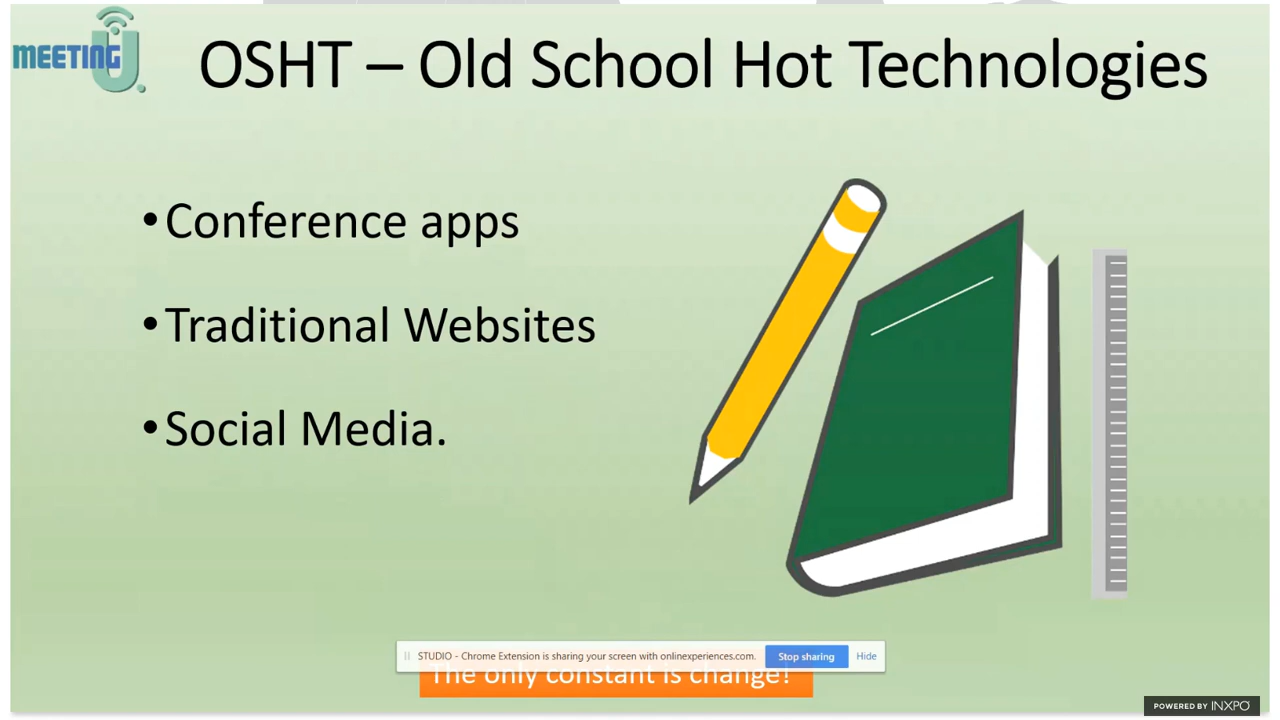 MEETING U
OSHT – Old School Hot Technologies
•Conference apps
•Traditional Websites
•Social Media.
STUDIO - Chrome Extension is sharing your screen with onlinexperiences.com. Stop sharing Hide
The only constant is change!
POWERED BY INXPO